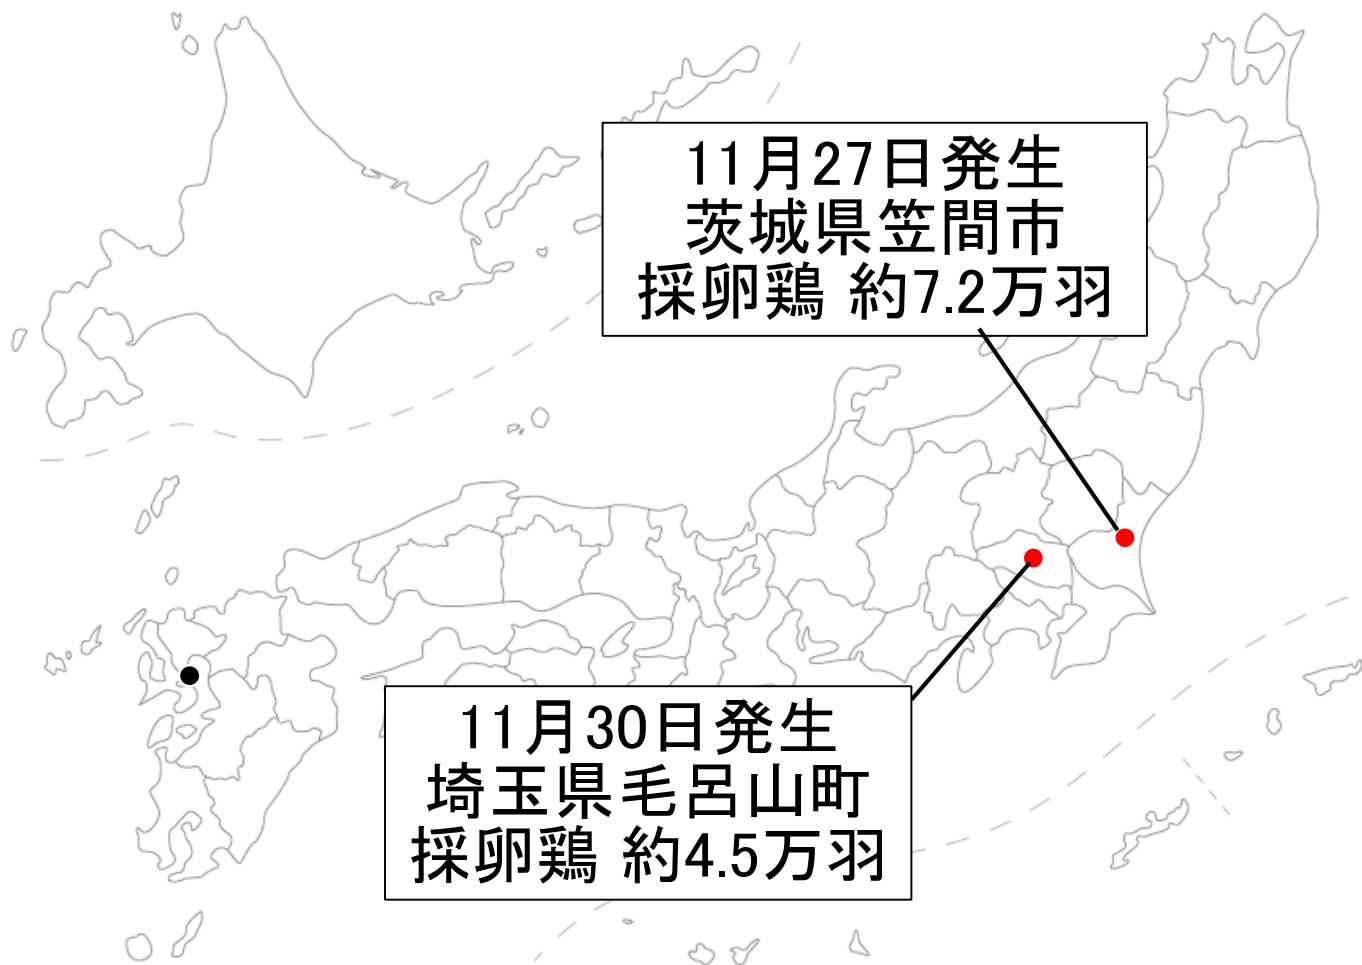 11月27日発生
茨城県笠間市
採卵鶏 約7.2万羽
11月30日発生
埼玉県毛呂山町
採卵鶏 約4.5万羽